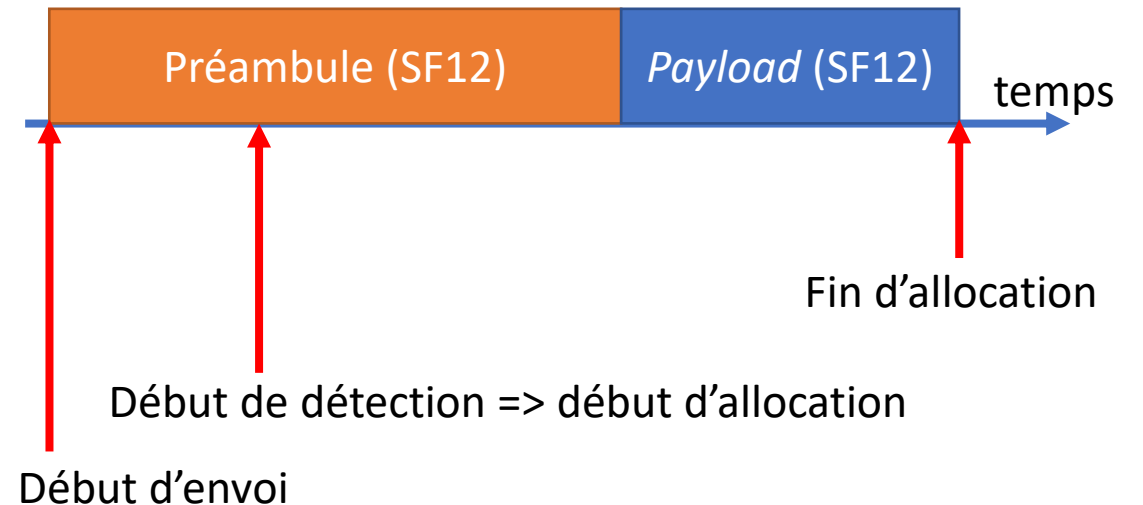 Préambule (SF12)
Payload (SF12)
temps
Fin d’allocation
Début de détection => début d’allocation
Début d’envoi